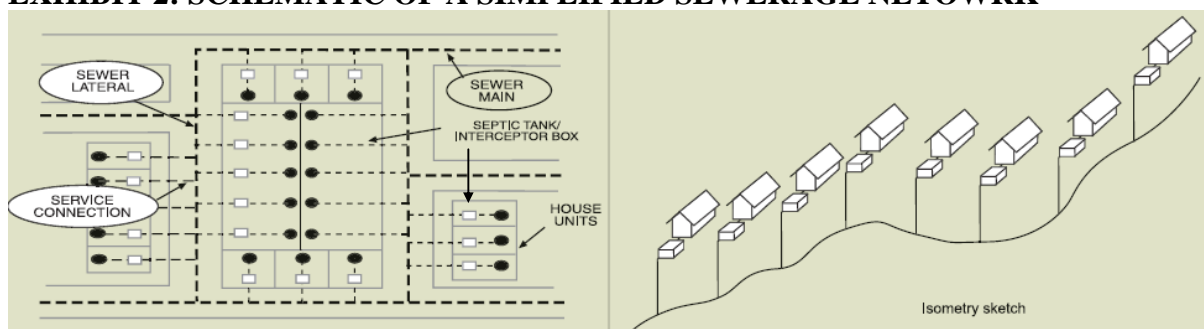 EXHIBIT 2: SCHEMATIC OF A SIMPLIFIED SEWERAGE NETOWRK
SEWER
LATERAL
SEWER
MAIN
SEPTIC TANK/
INTERCEPTOR BOX
SERVICE
CONNECTION
HOUSE
UNITS
Isometry sketch